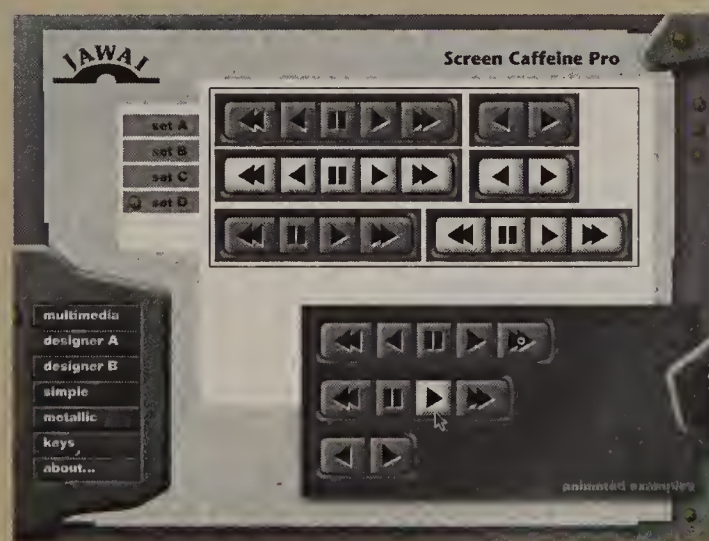 JAWAI
Screen Caffeine Pro
set A
set B
set C
set D
multimedia
designer A
designer B
simple
metallic
keys
about...
animated examples